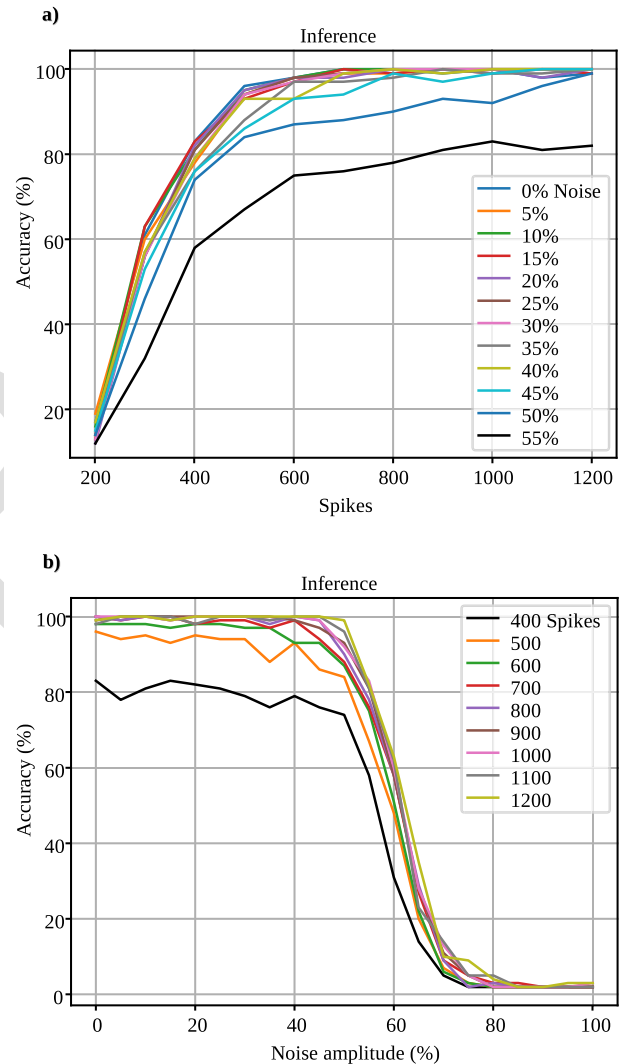 a)
Inference
100
80
60
40
20
Accuracy (%)
0% Noise
5%
10%
15%
20%
25%
30%
35%
40%
45%
50%
55%
200 400 600 800 1000 1200
Spikes
b)
Inference
100
80
60
40
20
0
Accuracy (%)
400 Spikes
500
600
700
800
900
1000
1100
1200
0 20 40 60 80 100
Noise amplitude (%)